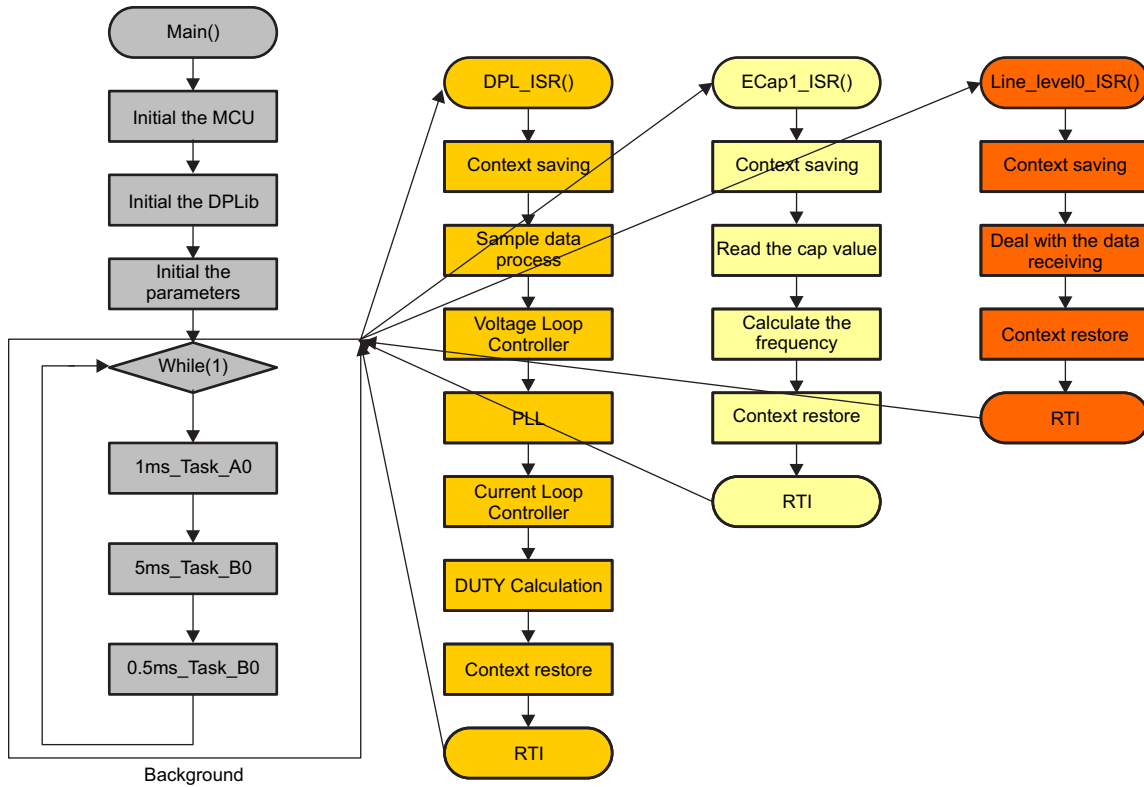 Main()
Initial the MCU
Initial the DPLib
Initial the
parameters
While(1)
1ms_Task_A0
5ms_Task_B0
0.5ms_Task_B0
Background
DPL_ISR()
Context saving
Sample data
process
Voltage Loop
Controller
PLL
Current Loop
Controller
DUTY Calculation
Context restore
RTI
ECap1_ISR()
Context saving
Read the cap value
Calculate the
frequency
Context restore
RTI
Line_level0_ISR()
Context saving
Deal with the data
receiving
Context restore
RTI